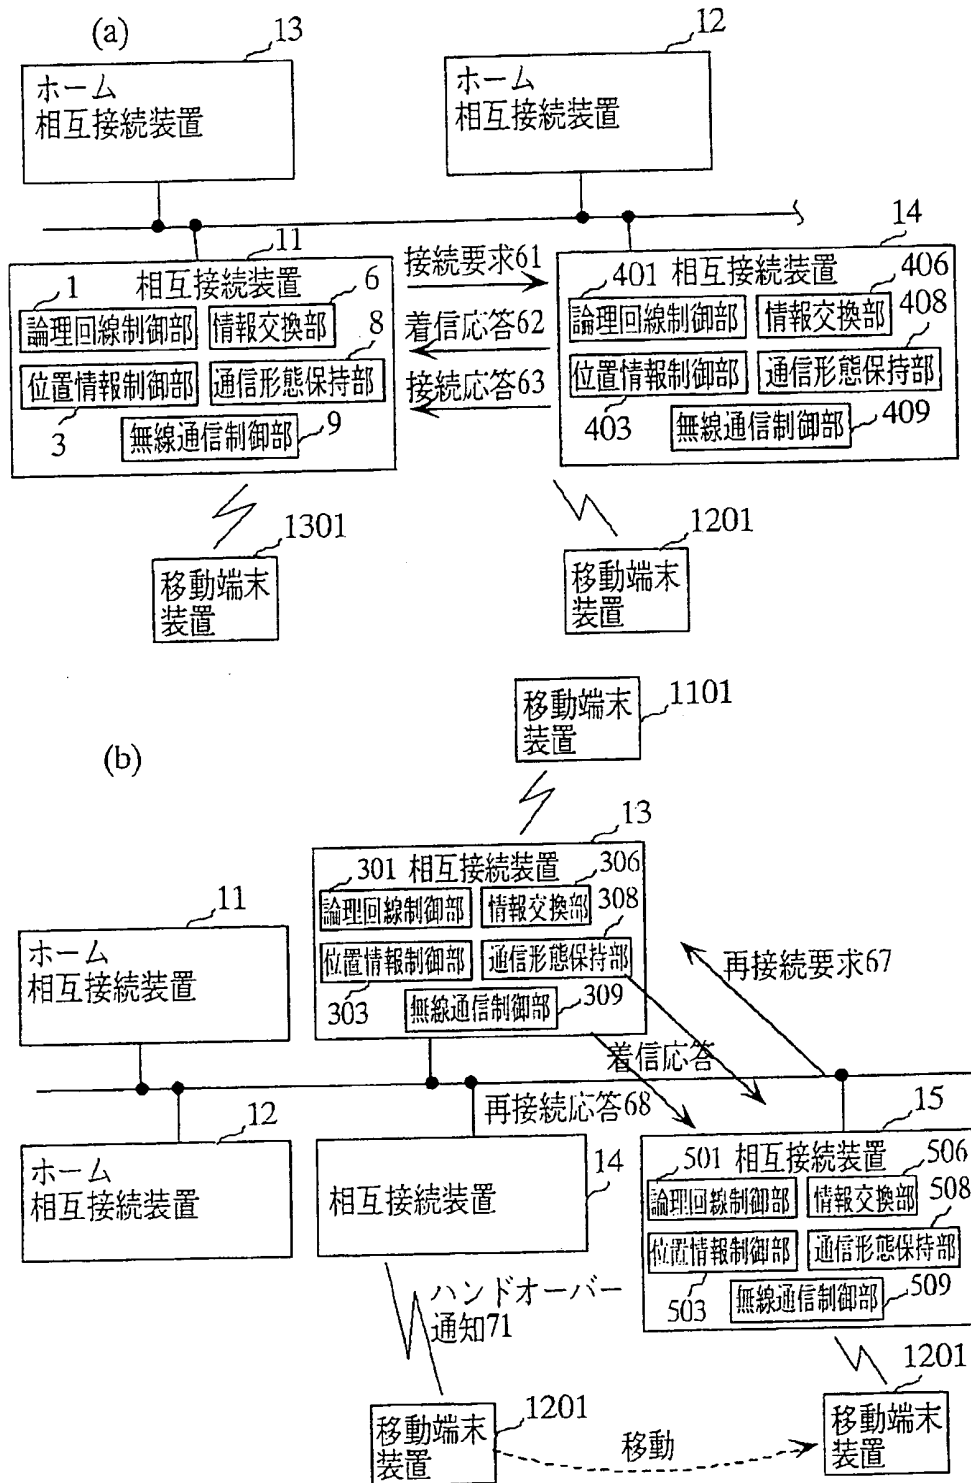 (a)
13
ホーム
相互接続装置
12
ホーム
相互接続装置
11
相互接続装置
1
論理回線制御部
6
情報交換部
8
位置情報制御部
通信形態保持部
3
無線通信制御部
9
接続要求61
着信応答62
接続応答63
14
401
相互接続装置
406
論理回線制御部
情報交換部
408
位置情報制御部
通信形態保持部
403
無線通信制御部
409
1301
移動端末
装置
1201
移動端末
装置
(b)
1101
移動端末
装置
13
301
相互接続装置
306
論理回線制御部
情報交換部
308
位置情報制御部
通信形態保持部
303
無線通信制御部
309
11
ホーム
相互接続装置
再接続要求67
着信応答
再接続応答68
12
ホーム
相互接続装置
14
相互接続装置
15
501
相互接続装置
506
論理回線制御部
情報交換部
508
位置情報制御部
通信形態保持部
503
無線通信制御部
509
ハンドオーバー
通知71
1201
移動端末
装置
移動
1201
移動端末
装置